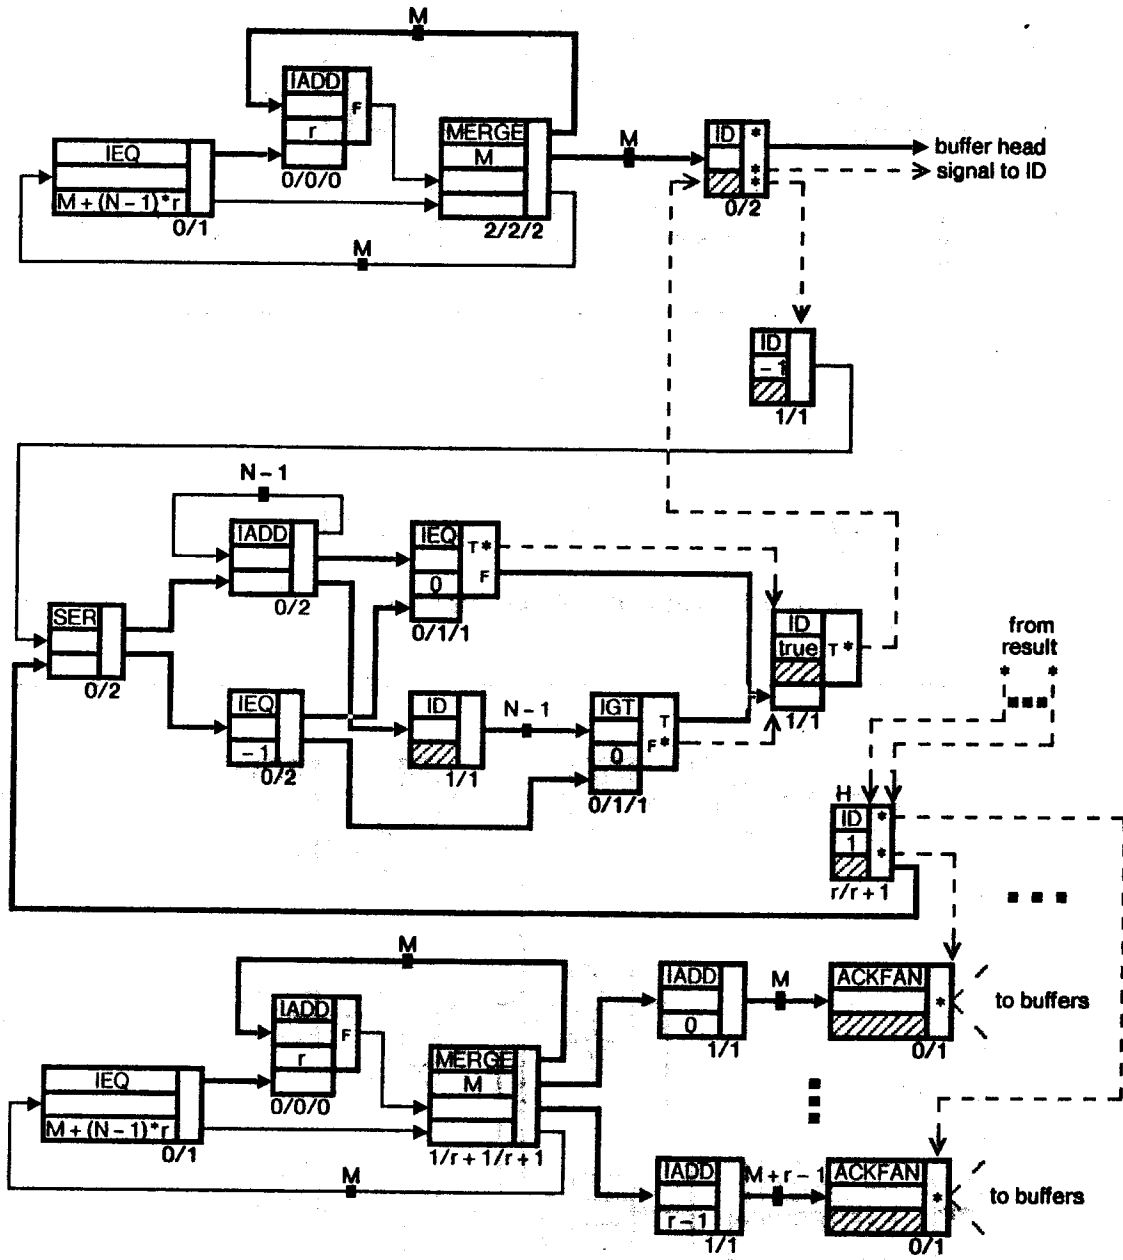 M
IADD
F
r
0/0/0
IEQ
M+(N-1)*r
0/1
MERGE
M
2/2/2
M
M
ID
*
*
*
0/2
buffer head
signal to ID
ID
-1
1/1
N-1
IADD
0/2
IEQ
T*
F
0
0/1/1
SER
0/2
IEQ
-1
0/2
ID
1/1
N-1
IGT
T
F*
0
0/1/1
ID
true
T*
1/1
from
result
* *
H
ID
*
1
*
r/r+1
M
IADD
F
r
0/0/0
IEQ
M+(N-1)*r
0/1
MERGE
M
1/r+1/r+1
M
IADD
0
1/1
M
ACKFAN
*
0/1
to buffers
IADD
r-1
1/1
M+r-1
ACKFAN
*
0/1
to buffers